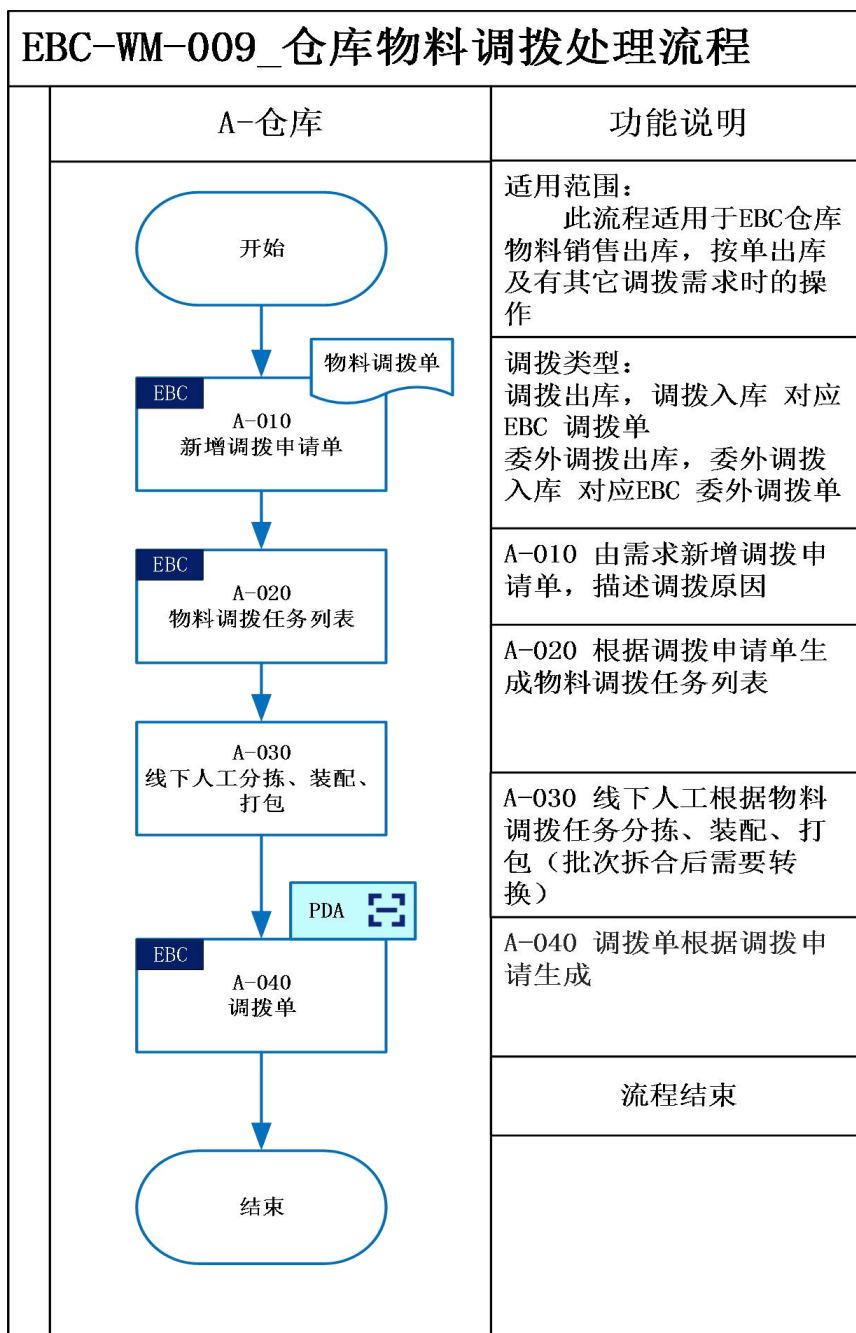 EBC-WM-009_仓库物料调拨处理流程
A-仓库
功能说明
开始
物料调拨单
EBC
A-010
新增调拨申请单
EBC
A-020
物料调拨任务列表
A-030
线下人工分拣、装配、
打包
PDA
EBC
A-040
调拨单
结束
适用范围：
此流程适用于EBC仓库
物料销售出库，按单出库
及有其它调拨需求时的操
作
调拨类型：
调拨出库，调拨入库 对应
EBC 调拨单
委外调拨出库，委外调拨
入库 对应EBC 委外调拨单
A-010 由需求新增调拨申
请单，描述调拨原因
A-020 根据调拨申请单生
成物料调拨任务列表
A-030 线下人工根据物料
调拨任务分拣、装配、打
包（批次拆合后需要转
换）
A-040 调拨单根据调拨申
请生成
流程结束